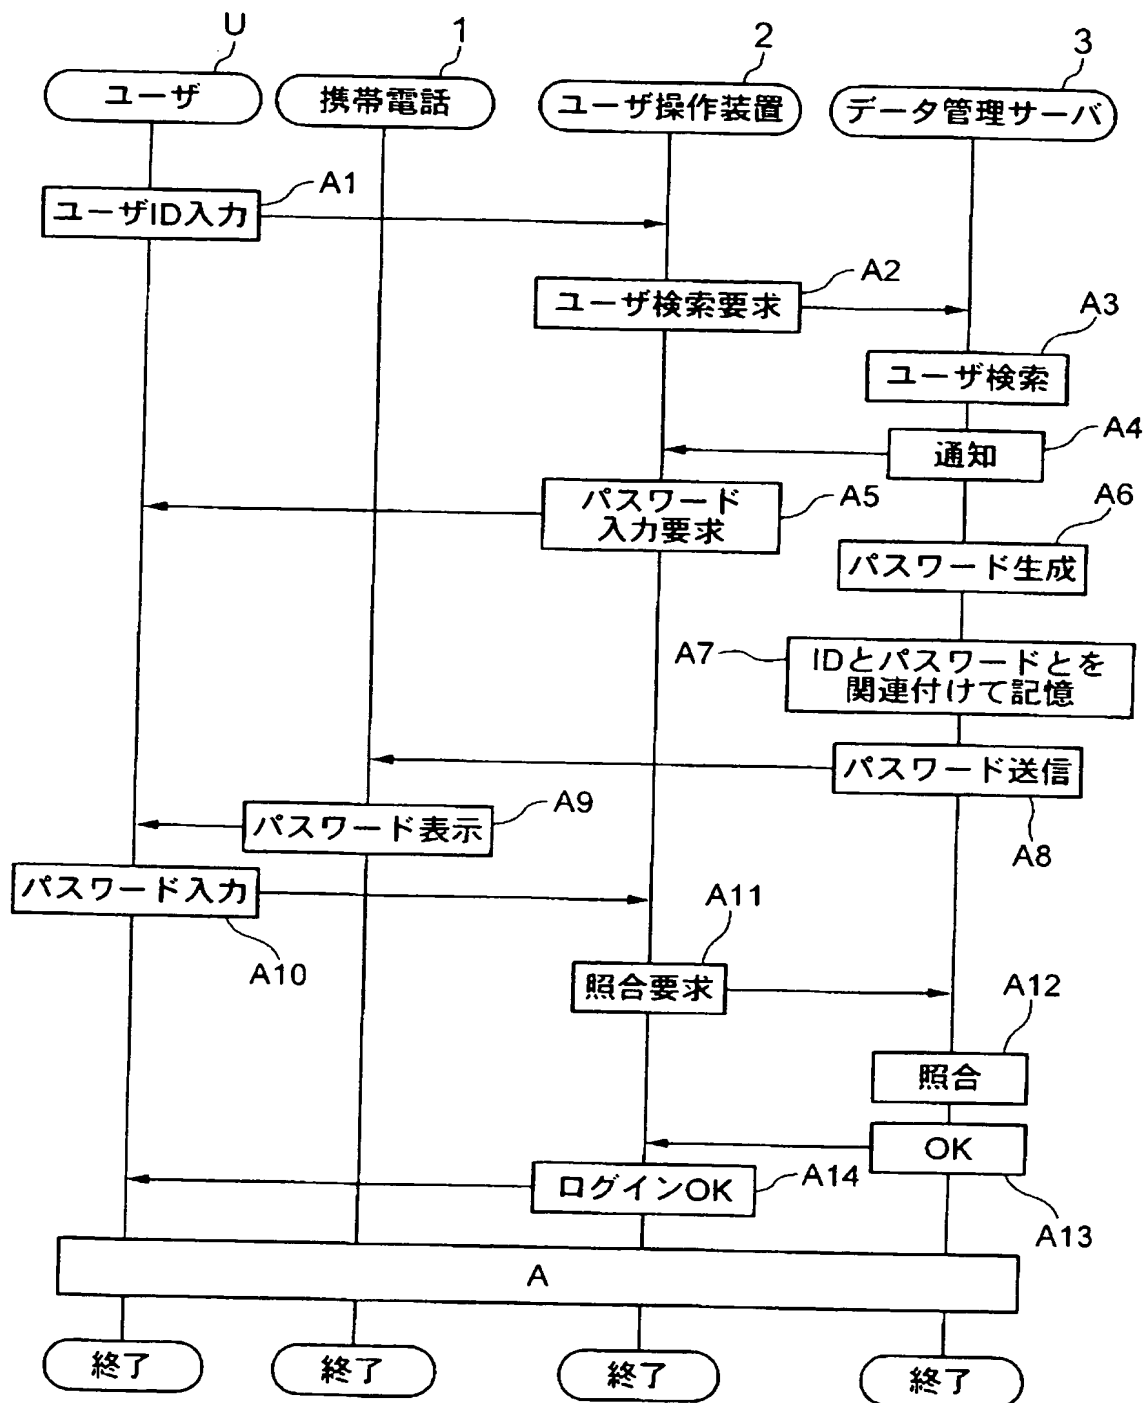 U
1
2
3
ユーザ
携帯電話
ユーザ操作装置
データ管理サーバ
A1
ユーザID入力
A2
ユーザ検索要求
A3
ユーザ検索
A4
通知
A5
パスワード
入力要求
A6
パスワード生成
A7
IDとパスワードとを
関連付けて記憶
パスワード送信
A8
A9
パスワード表示
パスワード入力
A10
A11
照合要求
A12
照合
OK
A13
ログインOK
A14
A
終了
終了
終了
終了